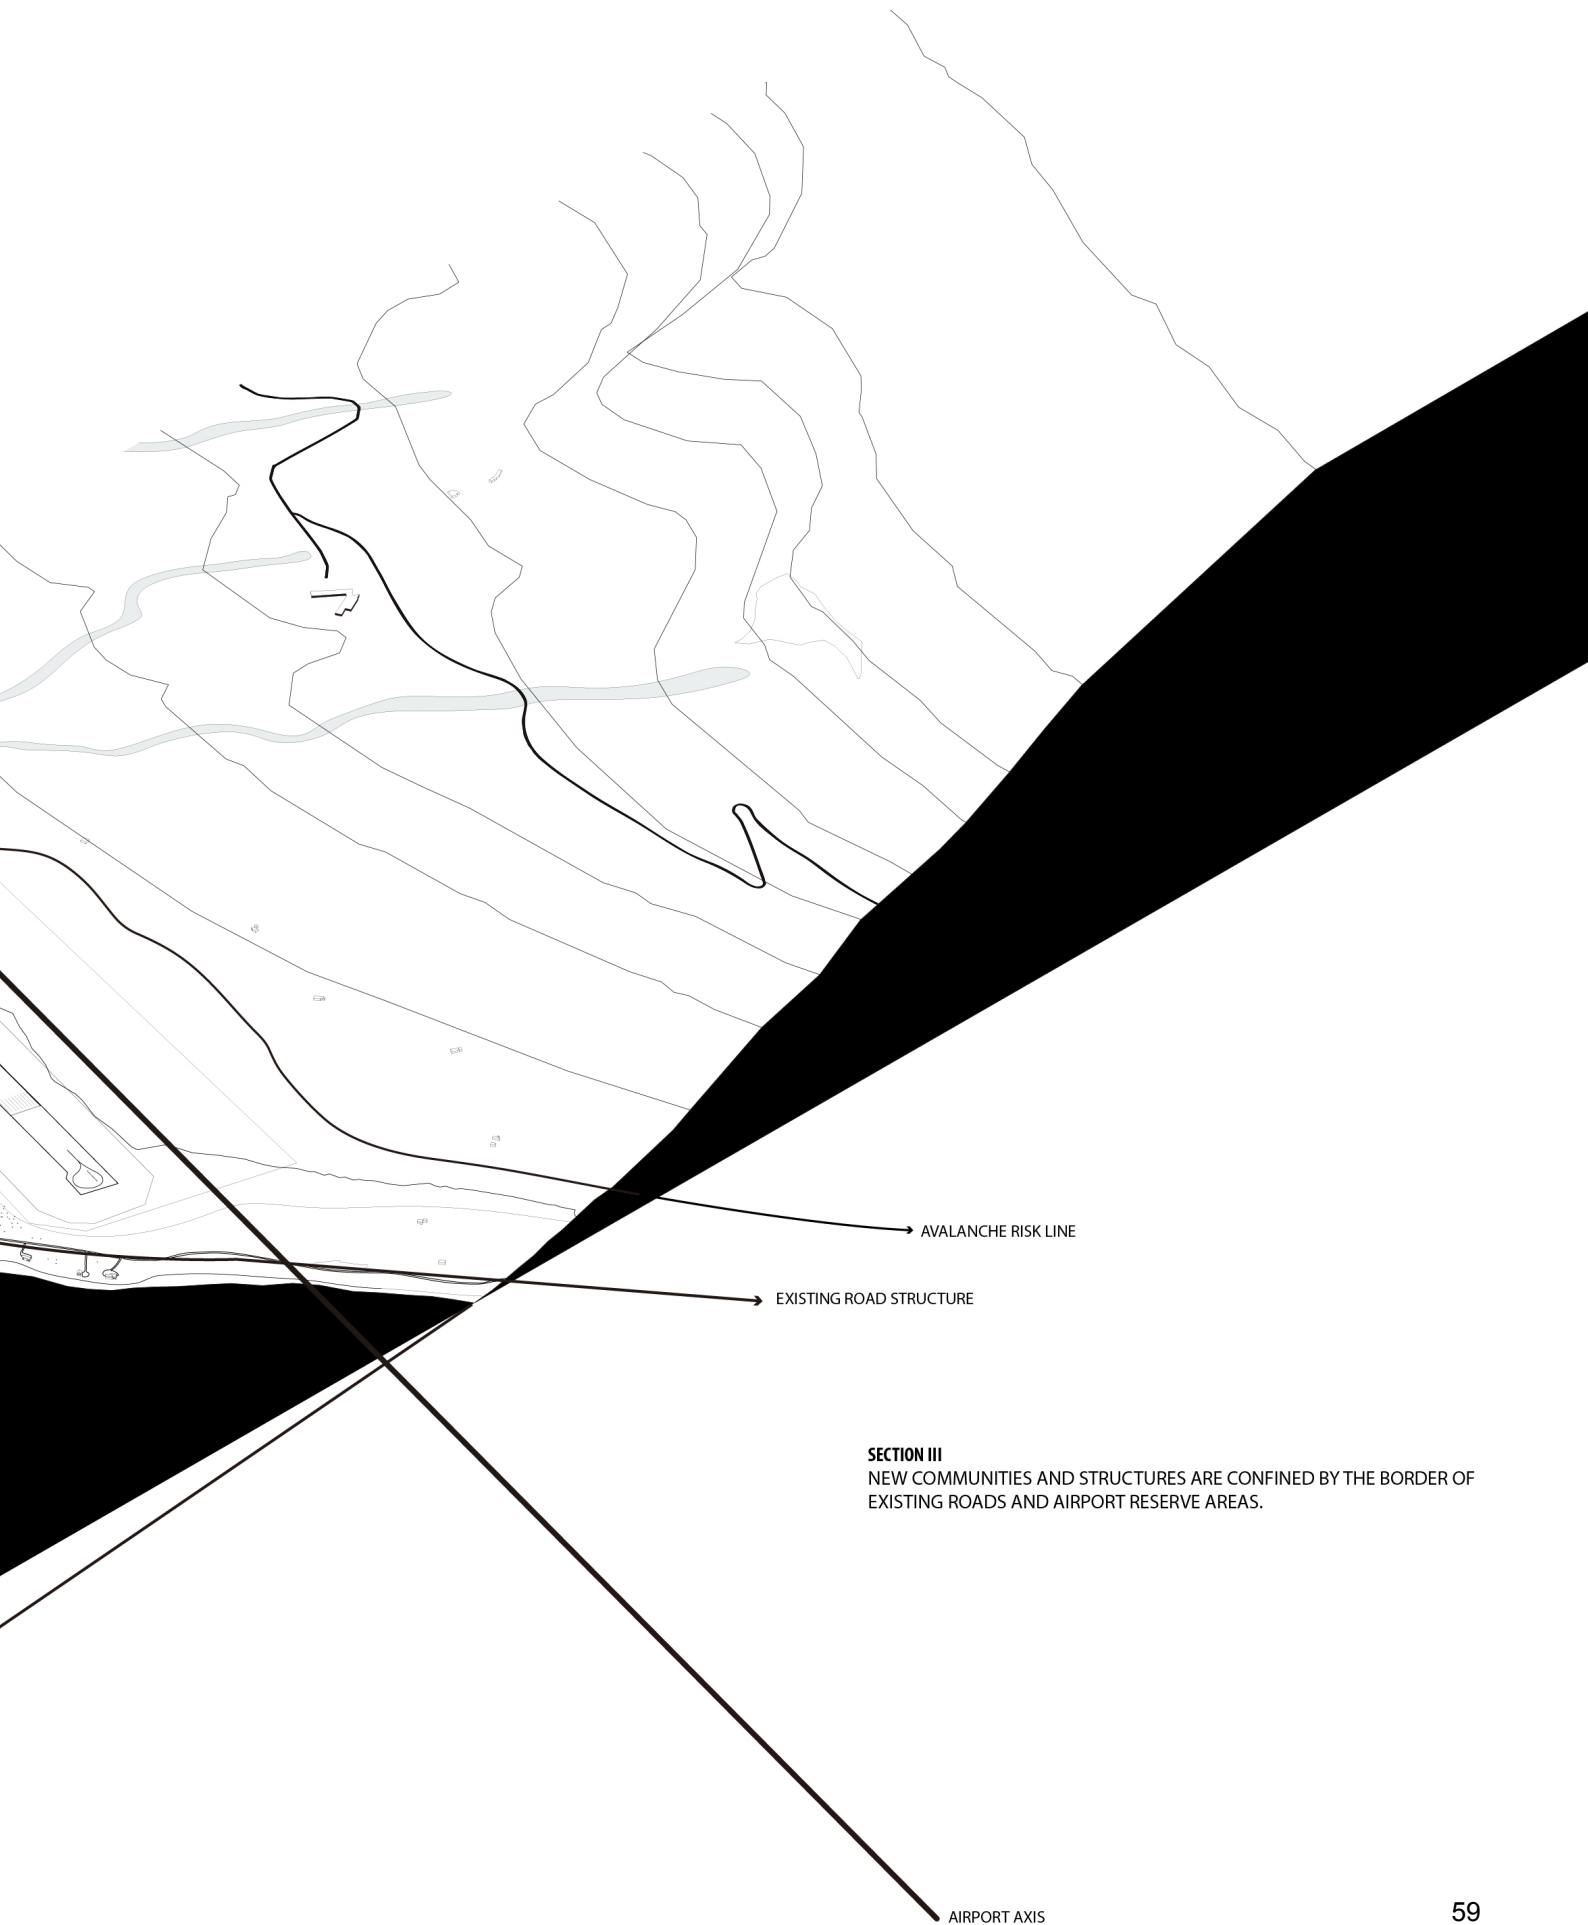 AVALANCHE RISK LINE
EXISTING ROAD STRUCTURE
SECTION III
NEW COMMUNITIES AND STRUCTURES ARE CONFINED BY THE BORDER OF
EXISTING ROADS AND AIRPORT RESERVE AREAS.
AIRPORT AXIS
59